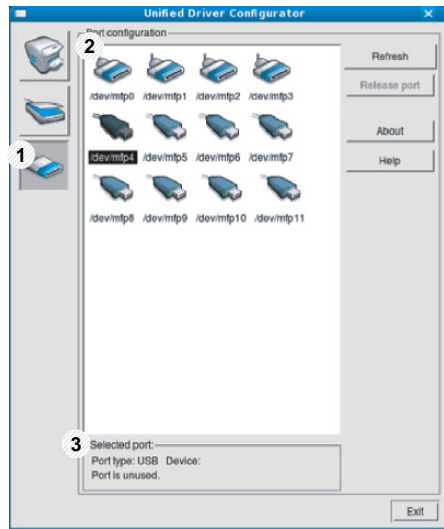 Unified Driver Configurator
Port configuration
2
Refresh
/dev/mfp0 /dev/mfp1 /dev/mfp2 /dev/mfp3
Release port
About
1
/dev/mfp4 /dev/mfp5 /dev/mfp6 /dev/mfp7
Help
/dev/mfp8 /dev/mfp9 /dev/mfp10 /dev/mfp11
3
Selected port:
Port type: USB Device:
Port is unused.
Exit